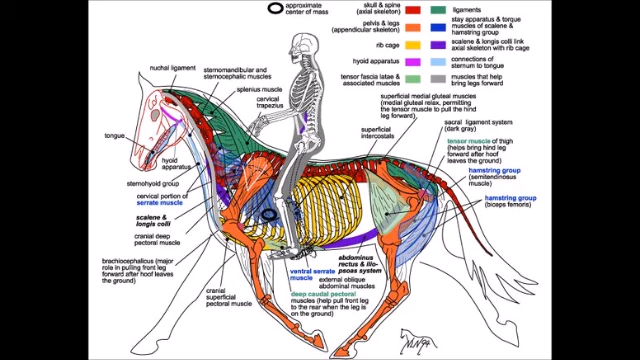 approximate
center of mass
skull & spine
(axial skeleton)
pelvis & legs
(appendicular skeleton)
rib cage
hyoid apparatus
tensor fascia latae &
associated muscles
ligaments
stay apparatus & torque
muscles of scalene &
hamstring group
scalene & longis colli link
axial skeleton with rib cage
connections of
sternum to tongue
muscles that help
bring legs forward
nuchal ligament
sternomandibular and
sternocephalic muscles
splenius muscle
cervical
trapezius
superficial medial gluteal muscles
(medial gluteal relax, permitting
the tensor muscle to pull the hind
leg forward)
superficial
intercostals
sacral ligament system
(dark gray)
tensor muscle of thigh
(helps bring hind leg
forward after hoof
leaves the ground)
hamstring group
(semitendinosus
muscle)
hamstring group
(biceps femoris)
tongue
hyoid
apparatus
sternohyoid group
cervical portion of
serrate muscle
scalene &
longis colli
cranial deep
pectoral muscle
brachiocephalicus (major
role in pulling front leg
forward after hoof leaves
the ground)
cranial
superficial
pectoral muscle
ventral serrate
muscle
deep caudal pectoral
muscles (help pull front leg
to the rear when the leg is
on the ground)
abdominus
rectus & ilio-
psoas system
external oblique
abdominal muscles